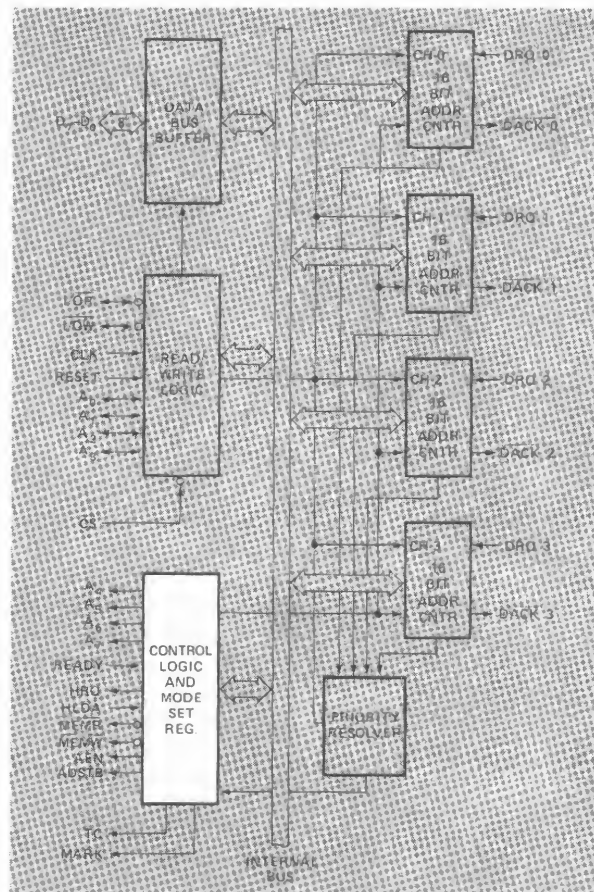 DATA
BUS
BUFFER
D7-D0
8
I/OR
I/OW
CLK
RESET
A0
A1
A2
A3
CS
READ/
WRITE
LOGIC
A4
A5
A6
A7
READY
HRQ
HLDA
MEMR
MEMW
AEN
ADSTB
TC
MARK
CONTROL
LOGIC
AND
MODE
SET
REG.
INTERNAL
BUS
CH-0
16
BIT
ADDR
CNTR
DRQ 0
DACK 0
CH-1
16
BIT
ADDR
CNTR
DRQ 1
DACK 1
CH-2
16
BIT
ADDR
CNTR
DRQ 2
DACK 2
CH-3
16
BIT
ADDR
CNTR
DRQ 3
DACK 3
PRIORITY
RESOLVER